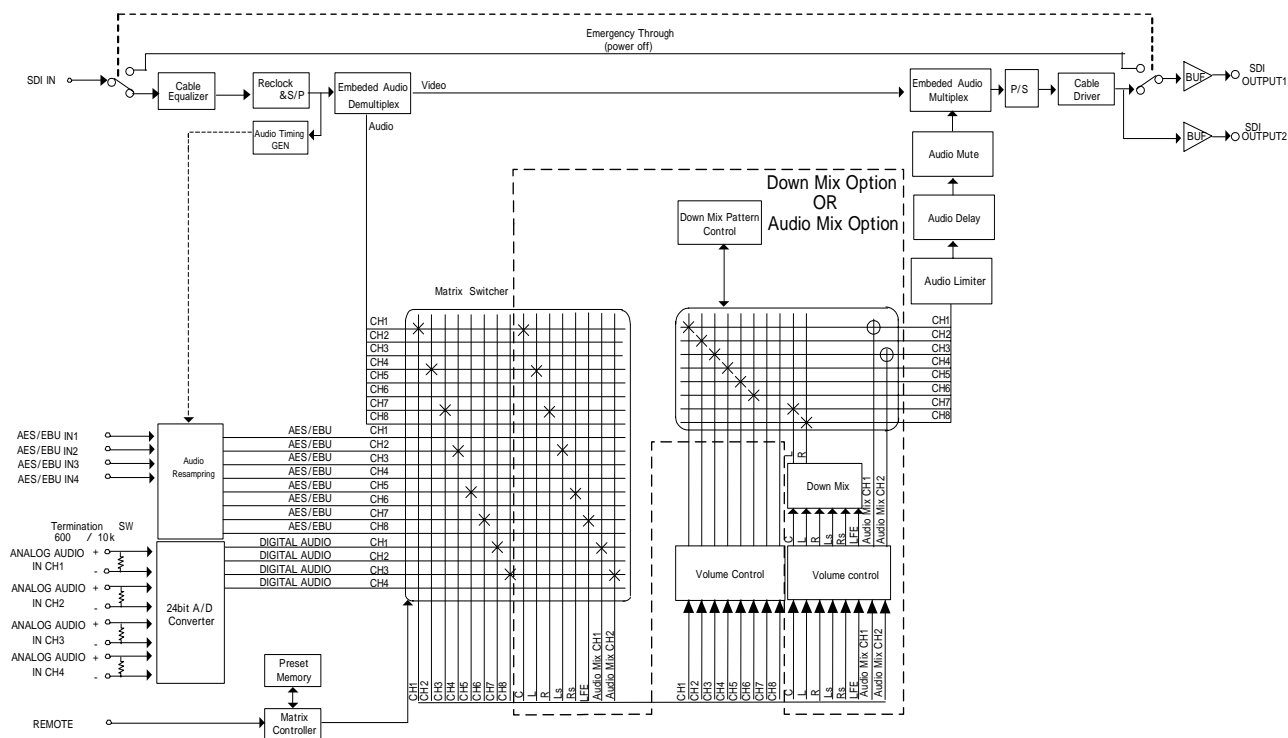 Emergency Through
(power off)
SDI IN
Cable
Equalizer
Reclock
&S/P
Embeded Audio
Demultiplex
Video
Audio
Audio Timing
GEN
Embeded Audio
Multiplex
P/S
Cable
Driver
BUF
SDI
OUTPUT1
BUF
SDI
OUTPUT2
Audio Mute
Audio Delay
Audio Limiter
Down Mix Option
OR
Audio Mix Option
Down Mix Pattern
Control
Matrix Switcher
CH1
CH2
CH3
CH4
CH5
CH6
CH7
CH8
CH1
CH2
CH3
CH4
CH5
CH6
CH7
CH8
AES/EBU IN1
AES/EBU IN2
AES/EBU IN3
AES/EBU IN4
Audio
Resampring
AES/EBU CH1
AES/EBU CH2
AES/EBU CH3
AES/EBU CH4
AES/EBU CH5
AES/EBU CH6
AES/EBU CH7
AES/EBU CH8
DIGITAL AUDIO CH1
DIGITAL AUDIO CH2
DIGITAL AUDIO CH3
DIGITAL AUDIO CH4
Termination SW
600 / 10k
ANALOG AUDIO +
IN CH1 -
ANALOG AUDIO +
IN CH2 -
ANALOG AUDIO +
IN CH3 -
ANALOG AUDIO +
IN CH4 -
24bit A/D
Converter
L
R
Down Mix
C
L
R
Ls
Rs
LFE
Audio Mix CH1
Audio Mix CH2
Volume Control
Volume control
CH1
CH2
CH3
CH4
CH5
CH6
CH7
CH8
C
L
R
Ls
Rs
LFE
Audio Mix CH1
Audio Mix CH2
CH1
CH2
CH3
CH4
CH5
CH6
CH7
CH8
C
L
R
Ls
Rs
LFE
Audio Mix CH1
Audio Mix CH2
Preset
Memory
REMOTE
Matrix
Controller